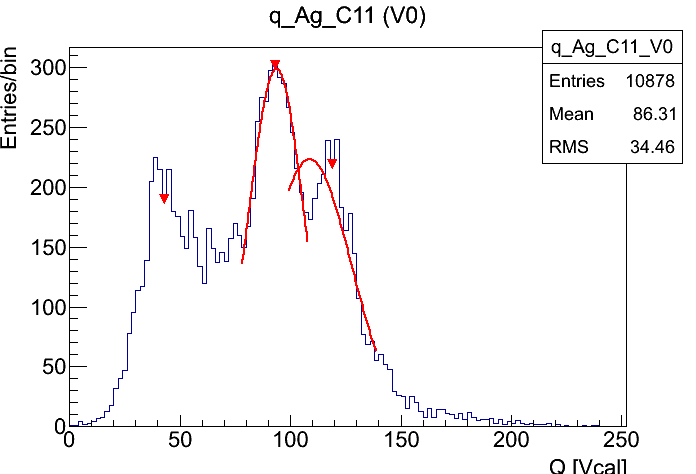 q_Ag_C11 (V0)
q_Ag_C11_V0
Entries 10878
Mean 86.31
RMS 34.46
Entries/bin
300
250
200
150
100
50
0
0 50 100 150 200 250
Q [Vcal]